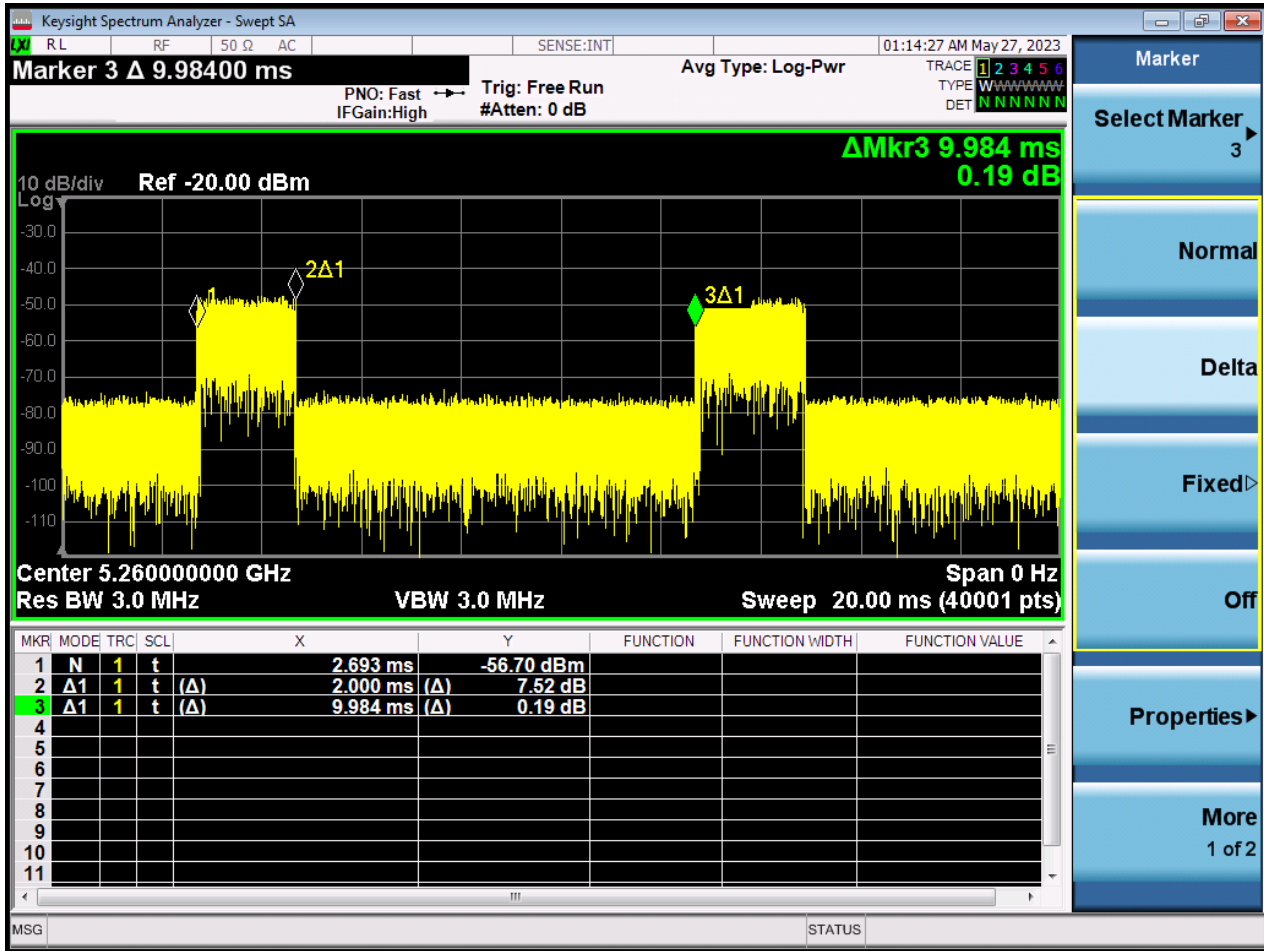 Keysight Spectrum Analyzer - Swept SA
LXI RL RF 50 Ω AC SENSE:INT 01:14:27 AM May 27, 2023
Marker 3 Δ 9.98400 ms
PNO: Fast
IFGain:High
Trig: Free Run
#Atten: 0 dB
Avg Type: Log-Pwr
TRACE 1 2 3 4 5 6
TYPE WWWWWW
DET N N N N N N
ΔMkr3 9.984 ms
0.19 dB
10 dB/div Ref -20.00 dBm
Log
-30.0
-40.0
-50.0
-60.0
-70.0
-80.0
-90.0
-100
-110
1
2Δ1
3Δ1
Center 5.260000000 GHz Span 0 Hz
Res BW 3.0 MHz VBW 3.0 MHz Sweep 20.00 ms (40001 pts)
MKR MODE TRC SCL X Y FUNCTION FUNCTION WIDTH FUNCTION VALUE
1 N 1 t 2.693 ms -56.70 dBm
2 Δ1 1 t (Δ) 2.000 ms (Δ) 7.52 dB
3 Δ1 1 t (Δ) 9.984 ms (Δ) 0.19 dB
4
5
6
7
8
9
10
11
MSG STATUS
Marker
Select Marker
3
Normal
Delta
Fixed
Off
Properties
More
1 of 2